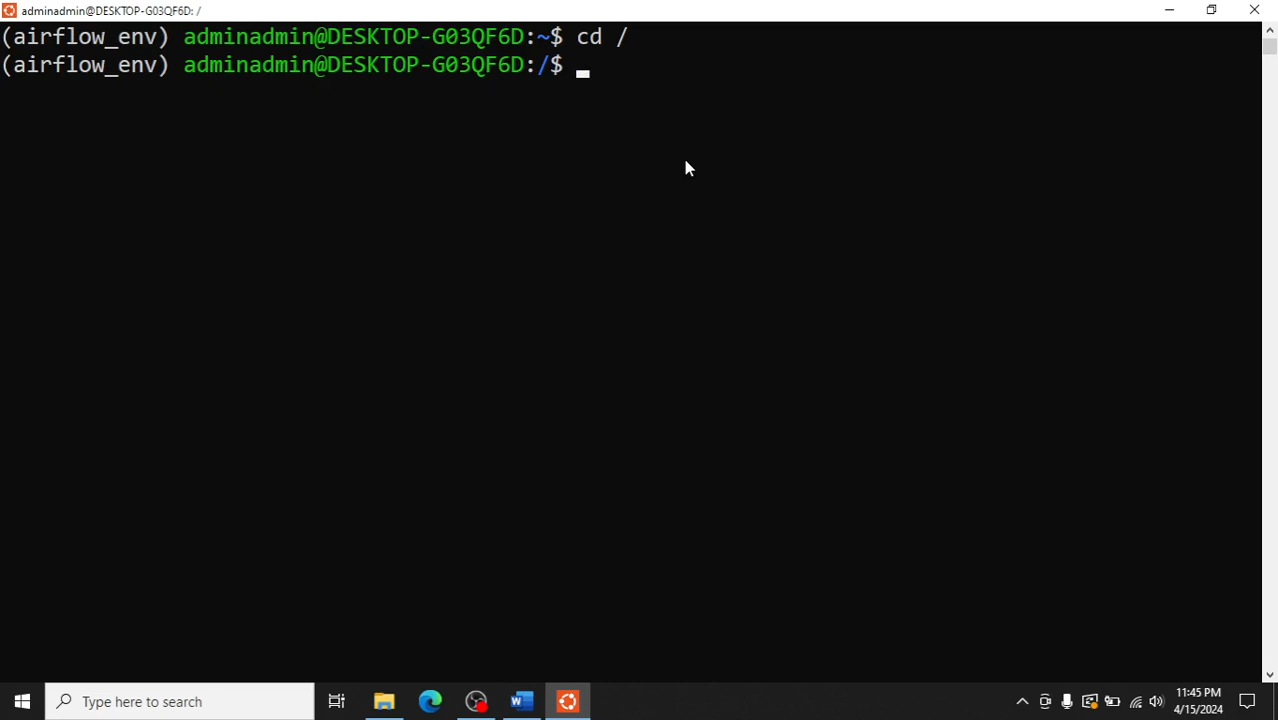 adminadmin@DESKTOP-G03QF6D: /
(airflow_env) adminadmin@DESKTOP-G03QF6D:~$ cd /
(airflow_env) adminadmin@DESKTOP-G03QF6D:/$
Type here to search
11:45 PM
4/15/2024